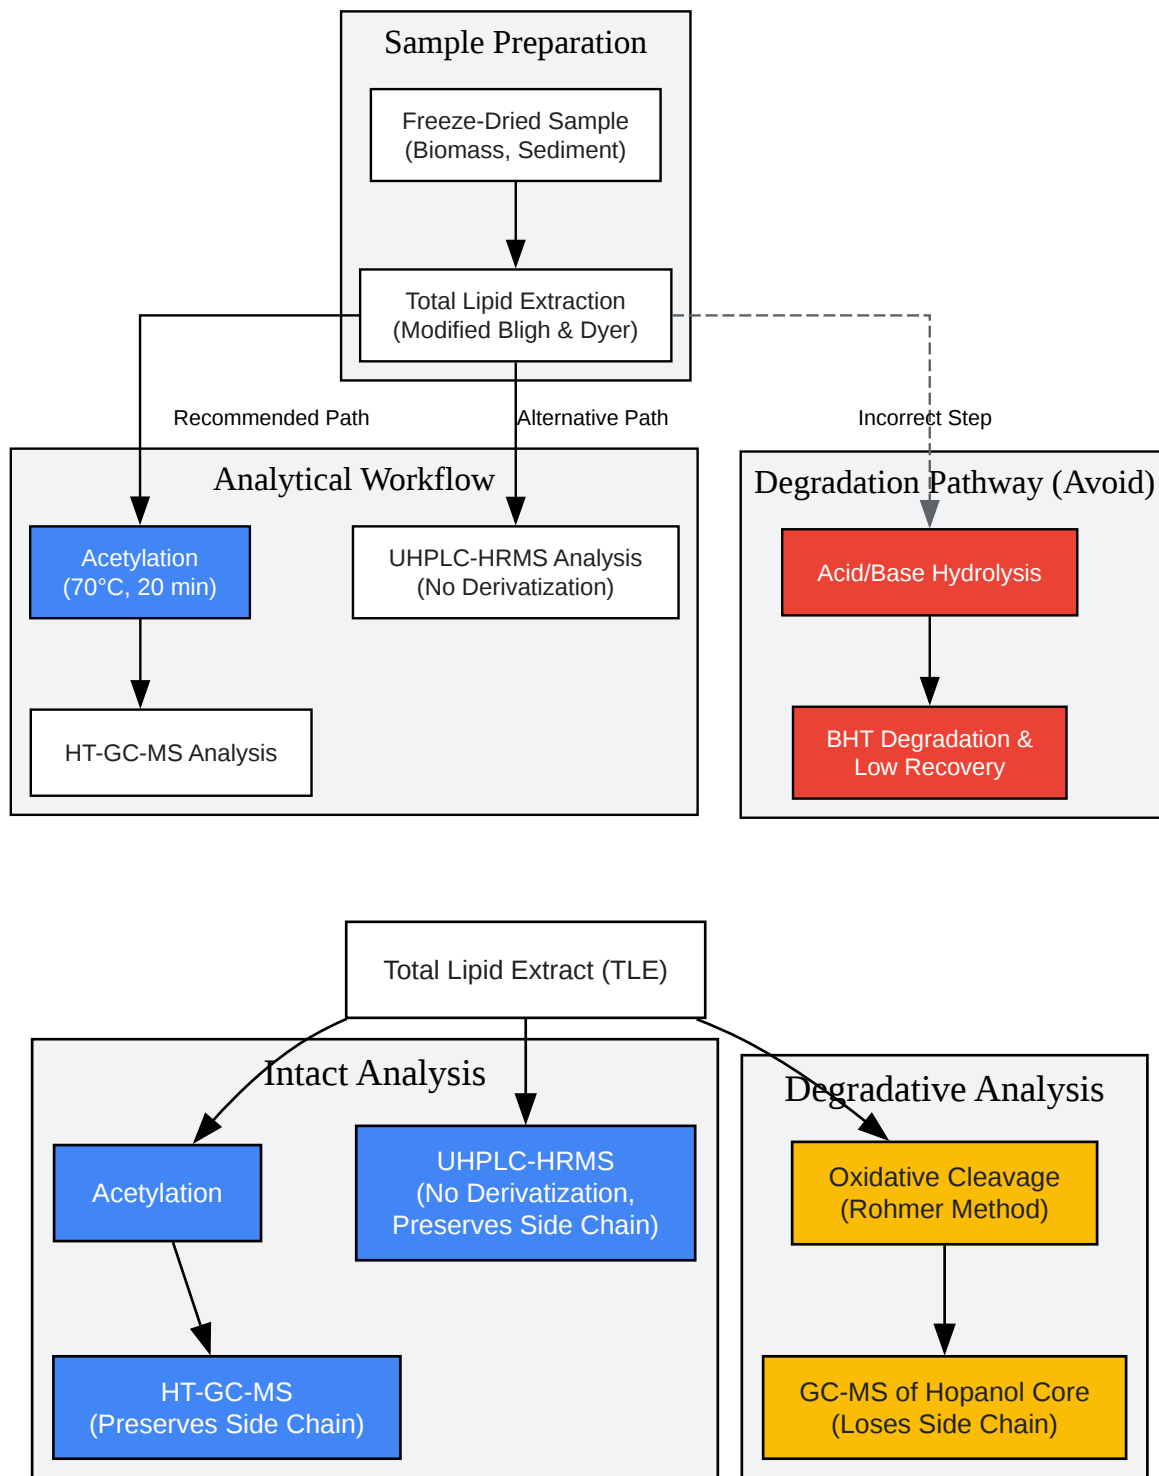 Sample Preparation
Freeze-Dried Sample
(Biomass, Sediment)
Total Lipid Extraction
(Modified Bligh & Dyer)
Recommended Path
Alternative Path
Incorrect Step
Analytical Workflow
Degradation Pathway (Avoid)
Acetylation
(70°C, 20 min)
UHPLC-HRMS Analysis
(No Derivatization)
Acid/Base Hydrolysis
HT-GC-MS Analysis
BHT Degradation &
Low Recovery
Total Lipid Extract (TLE)
Intact Analysis
Degradative Analysis
Acetylation
UHPLC-HRMS
(No Derivatization,
Preserves Side Chain)
Oxidative Cleavage
(Rohmer Method)
HT-GC-MS
(Preserves Side Chain)
GC-MS of Hopanol Core
(Loses Side Chain)